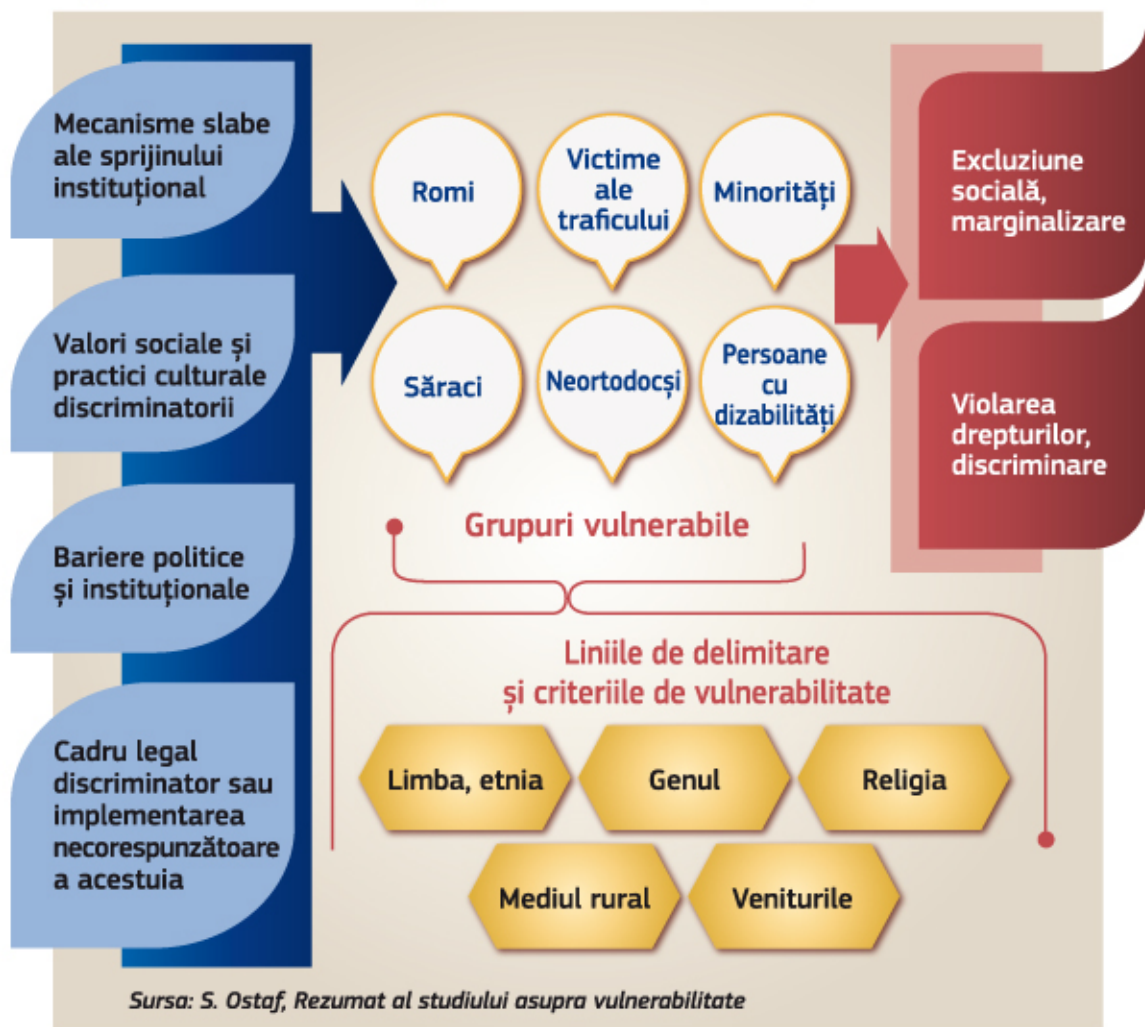 Mecanisme slabe
ale sprijinului
instituțional
Valori sociale și
practici culturale
discriminatorii
Bariere politice
și instituționale
Cadru legal
discriminator sau
implementarea
necorespunzătoare
a acestuia
Romi
Victime
ale
traficului
Minorități
Săraci
Neortodocși
Persoane
cu
dizabilități
Grupuri vulnerabile
Liniile de delimitare
și criteriile de vulnerabilitate
Limba, etnia
Genul
Religia
Mediul rural
Veniturile
Excluziune
socială,
marginalizare
Violarea
drepturilor,
discriminare
Sursa: S. Ostaf, Rezumat al studiului asupra vulnerabilitate